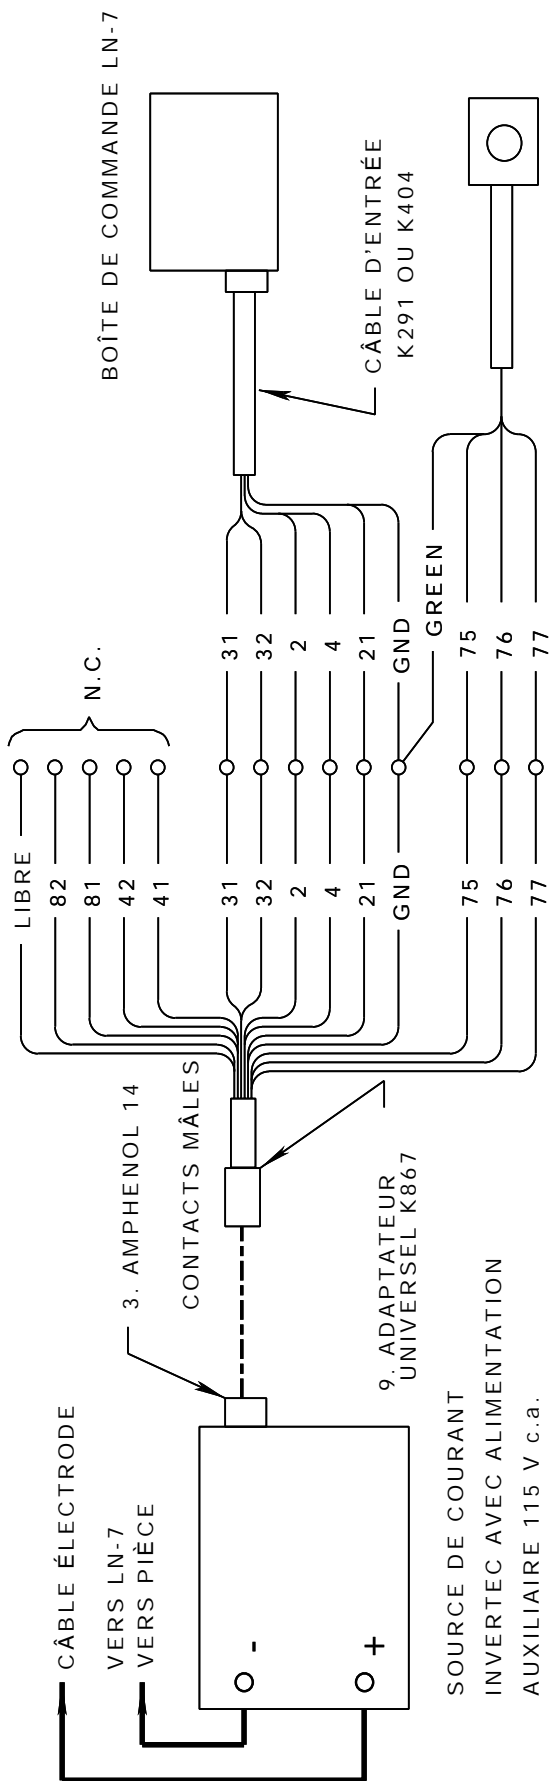 CÂBLE ÉLECTRODE
VERS LN-7
VERS PIÈCE
-
+
SOURCE DE COURANT
INVERTEC AVEC ALIMENTATION
AUXILIAIRE 115 V c.a.
3. AMPHENOL 14
CONTACTS MÂLES
9. ADAPTATEUR
UNIVERSEL K867
LIBRE
82
81
42
41
N.C.
31 31
32 32
2 2
4 4
21 21
GND GND
GREEN
75 75
76 76
77 77
BOÎTE DE COMMANDE LN-7
CÂBLE D'ENTRÉE
K291 OU K404